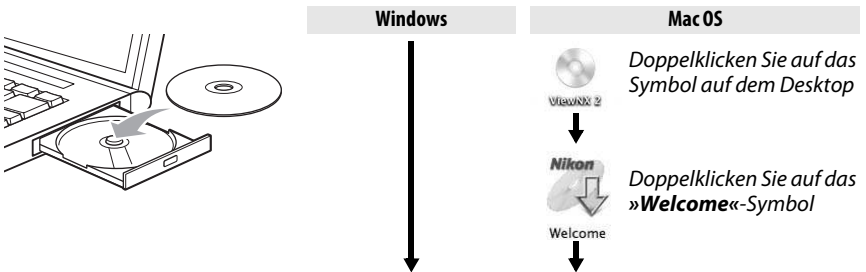 Windows
Mac OS
Doppelklicken Sie auf das
Symbol auf dem Desktop
ViewNX 2
Nikon
Doppelklicken Sie auf das
»Welcome«-Symbol
Welcome